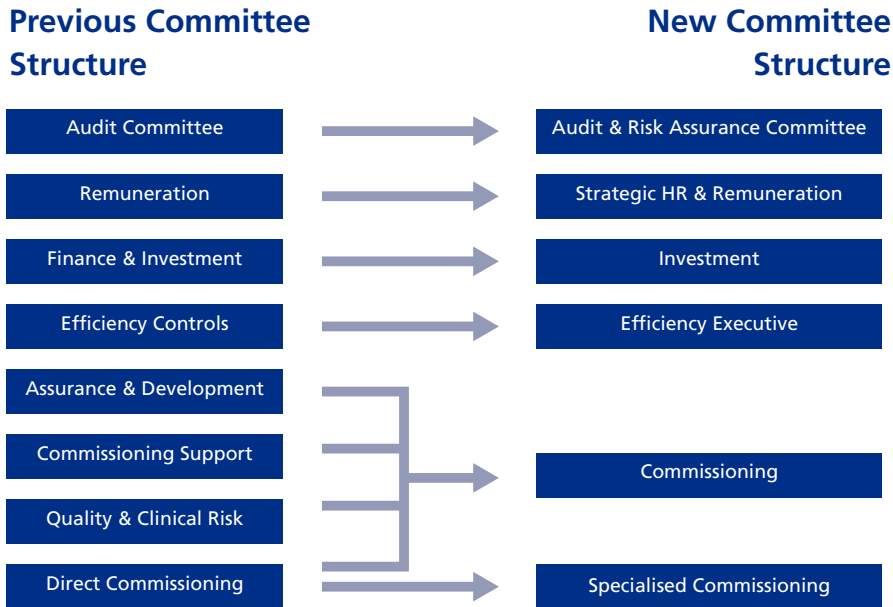 Previous Committee
Structure
New Committee
Structure
Audit Committee
Audit & Risk Assurance Committee
Remuneration
Strategic HR & Remuneration
Finance & Investment
Investment
Efficiency Controls
Efficiency Executive
Assurance & Development
Commissioning Support
Quality & Clinical Risk
Commissioning
Direct Commissioning
Specialised Commissioning